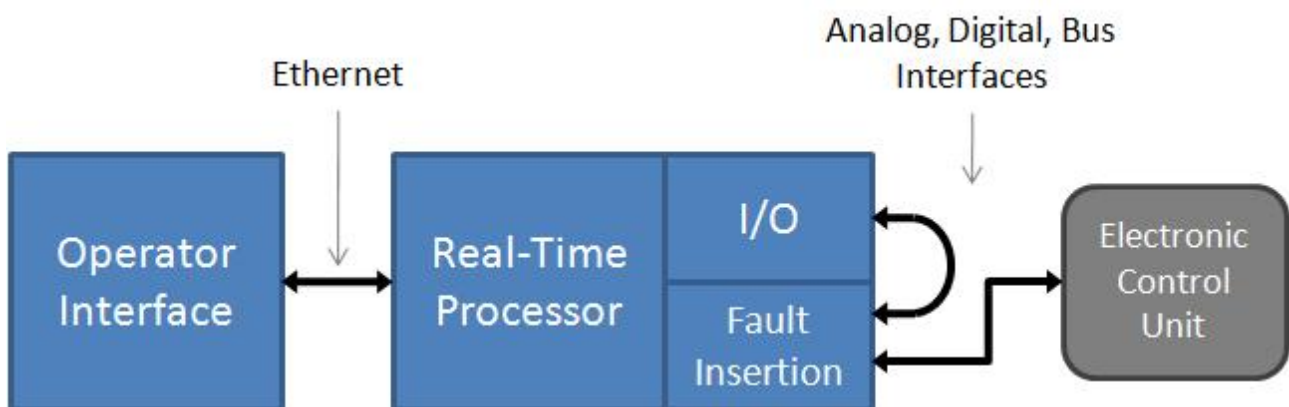 Ethernet
Analog, Digital, Bus
Interfaces
Operator
Interface
Real-Time
Processor
I/O
Fault
Insertion
Electronic
Control
Unit